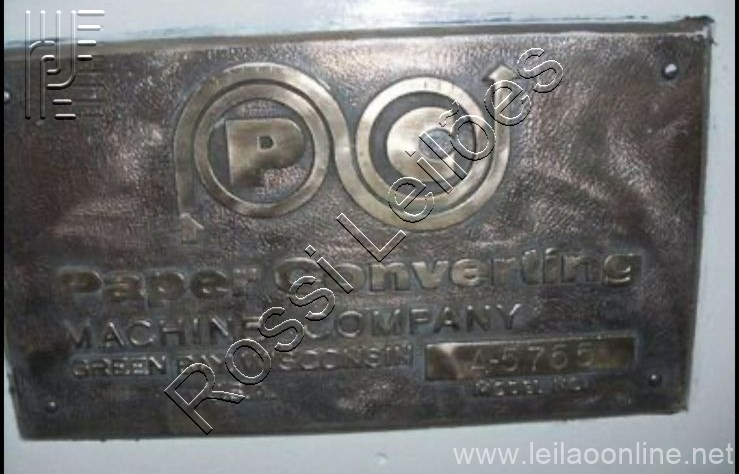 P C
Paper Converting
MACHINE COMPANY
GREEN BAY WISCONSIN
4-5765
MODEL NO.
Rossi Leilões
www.leilaoonline.net